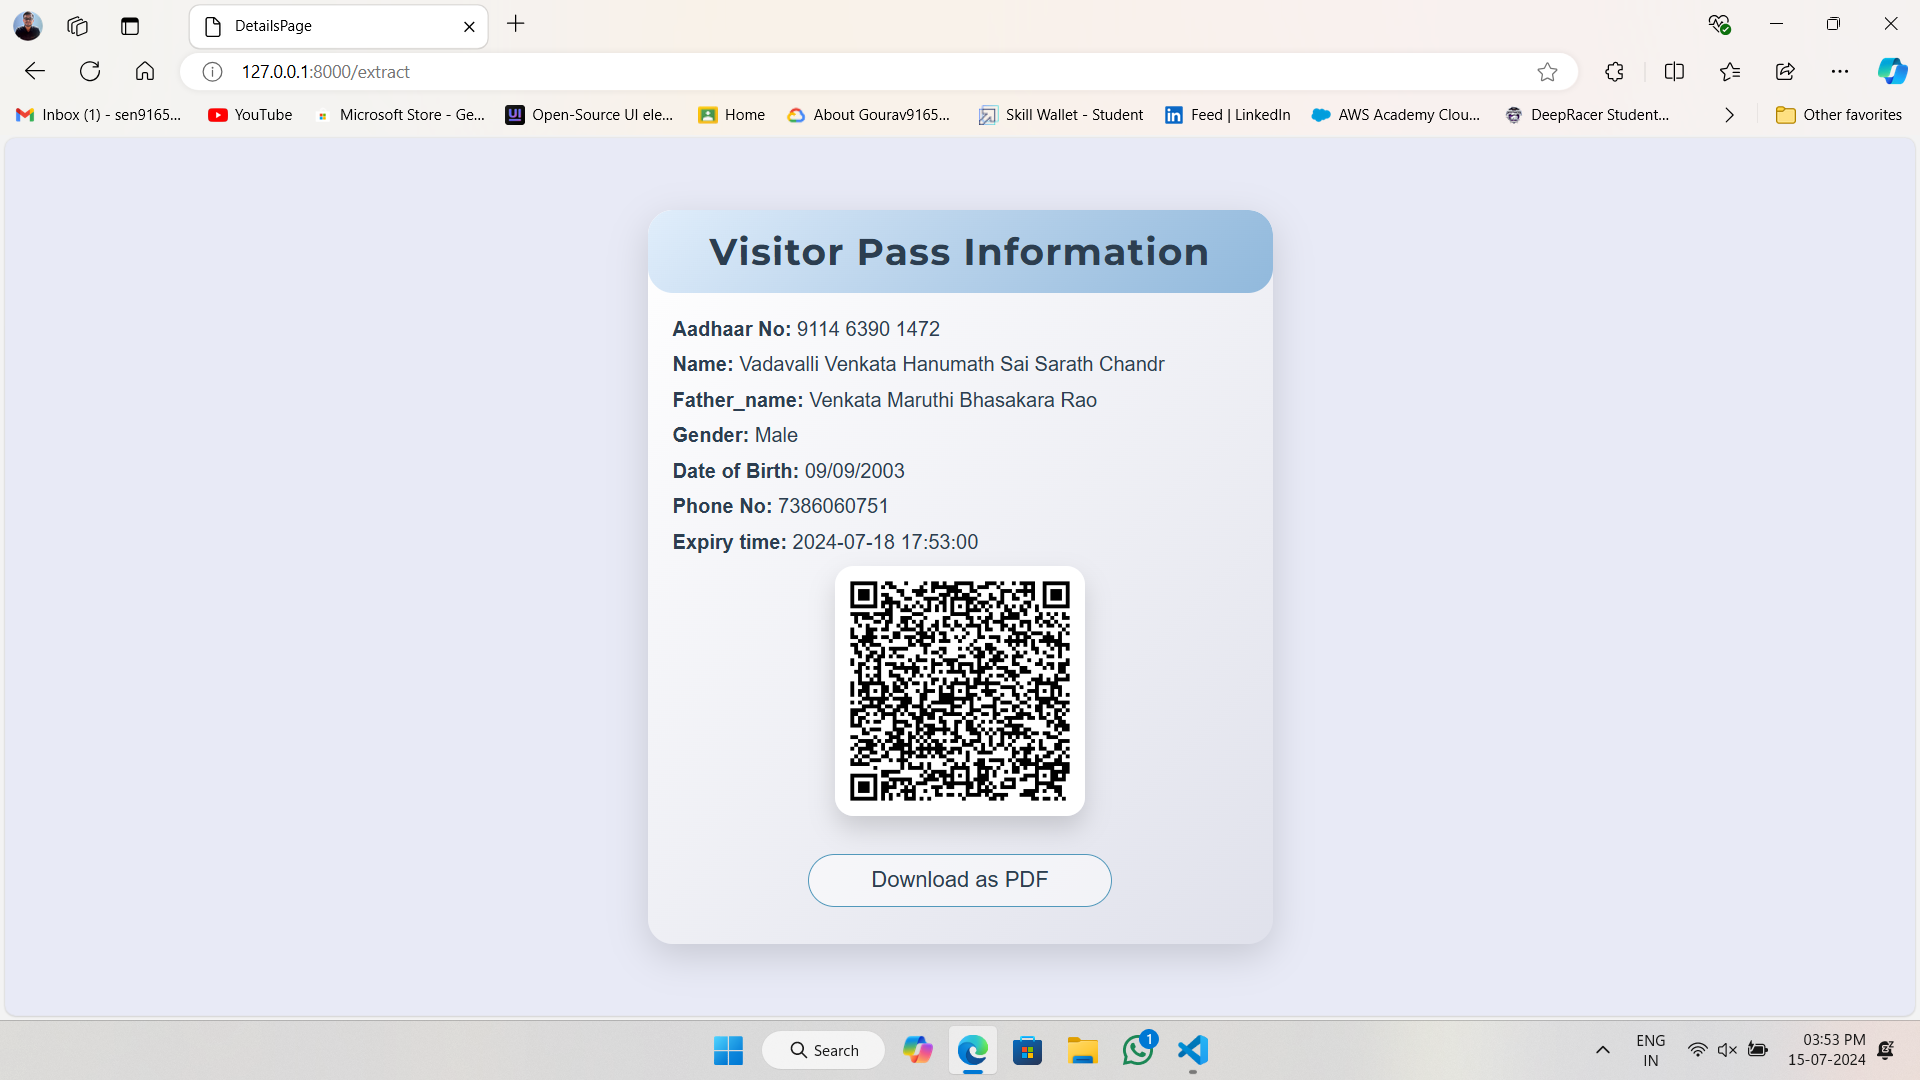 DetailsPage
127.0.0.1:8000/extract
Inbox (1) - sen9165... YouTube Microsoft Store - Ge... Open-Source UI ele... Home About Gourav9165... Skill Wallet - Student Feed | LinkedIn AWS Academy Clou... DeepRacer Student... Other favorites
Visitor Pass Information
Aadhaar No: 9114 6390 1472
Name: Vadavalli Venkata Hanumath Sai Sarath Chandr
Father_name: Venkata Maruthi Bhasakara Rao
Gender: Male
Date of Birth: 09/09/2003
Phone No: 7386060751
Expiry time: 2024-07-18 17:53:00
Download as PDF
Search
1
ENG
IN
03:53 PM
15-07-2024